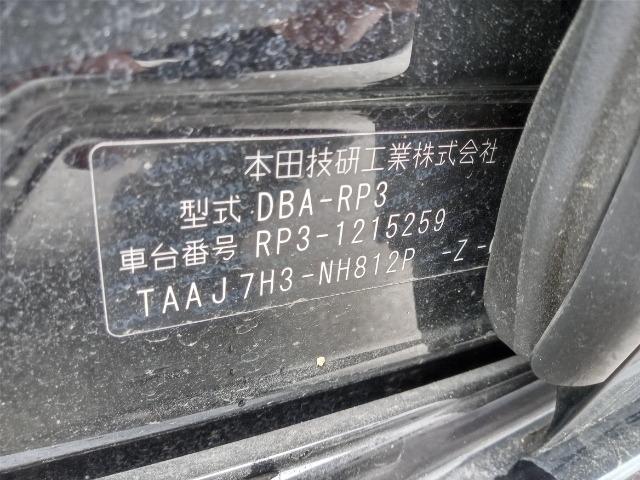 本田技研工業株式会社
型式 DBA-RP3
車台番号 RP3-1215259
TAAJ7H3-NH812P -Z-